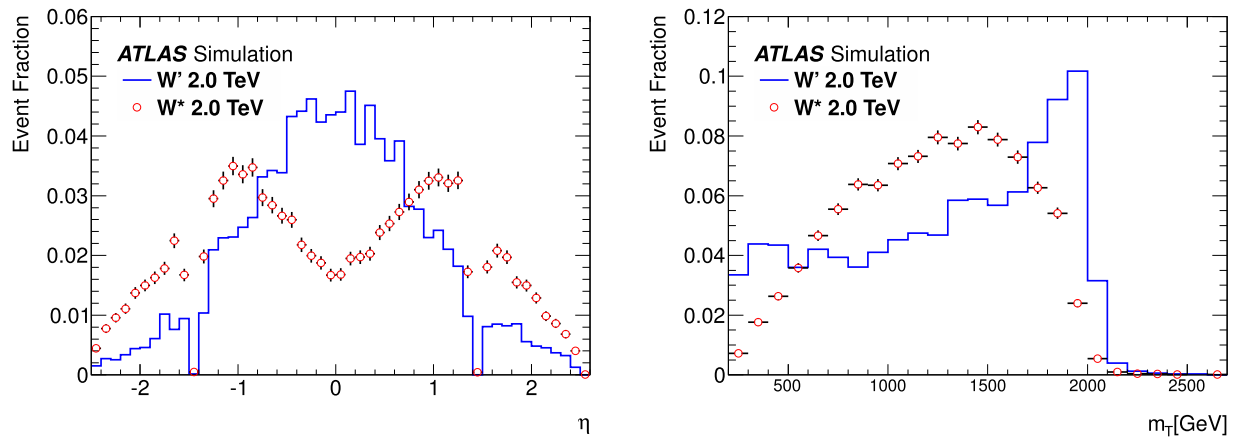 Event Fraction
0.06
0.05
0.04
0.03
0.02
0.01
0
ATLAS Simulation
W' 2.0 TeV
W* 2.0 TeV
-2 -1 0 1 2
η
Event Fraction
0.12
0.1
0.08
0.06
0.04
0.02
0
ATLAS Simulation
W' 2.0 TeV
W* 2.0 TeV
500 1000 1500 2000 2500
m_T[GeV]